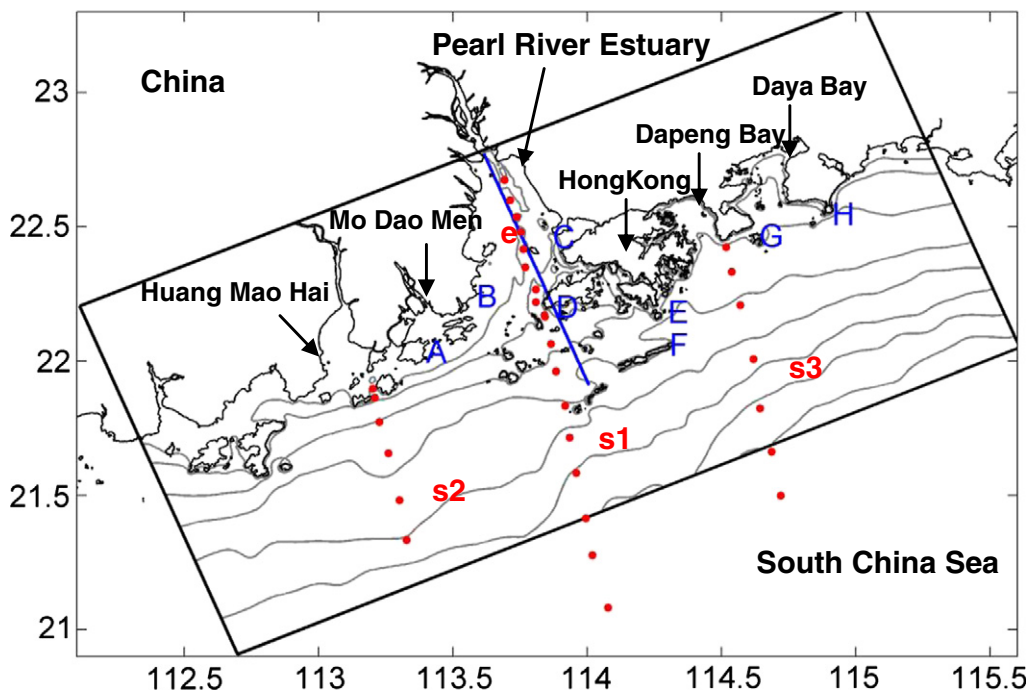 Pearl River Estuary
China
Daya Bay
Dapeng Bay
HongKong
Mo Dao Men
Huang Mao Hai
e
C
H
G
B
D
E
A
F
s3
s1
s2
South China Sea
23
22.5
22
21.5
21
112.5
113
113.5
114
114.5
115
115.5